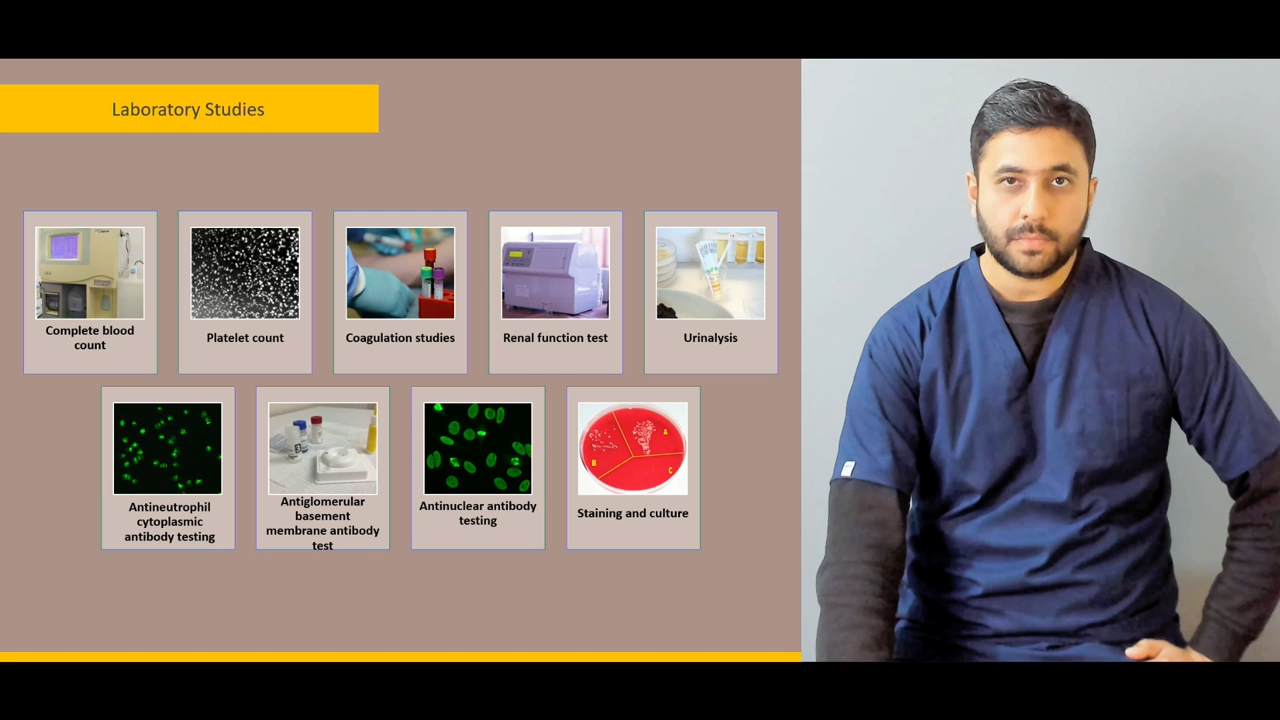 Laboratory Studies
Complete blood
count
Platelet count
Coagulation studies
Renal function test
Urinalysis
Antineutrophil
cytoplasmic
antibody testing
Antiglomerular
basement
membrane antibody
test
Antinuclear antibody
testing
A
B
C
Staining and culture